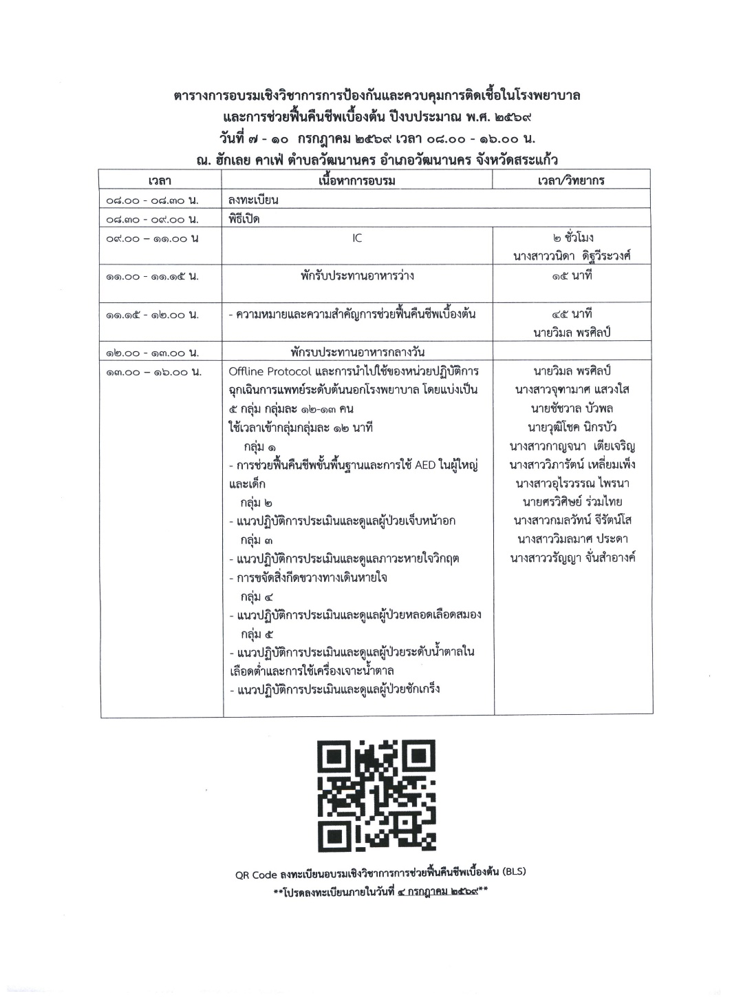 ตารางการอบรมเชิงวิชาการการป้องกันและควบคุมการติดเชื้อในโรงพยาบาล
และการช่วยฟื้นคืนชีพเบื้องต้น ปีงบประมาณ พ.ศ. ๒๕๖๙
วันที่ ๗ - ๑๐ กรกฎาคม ๒๕๖๙ เวลา ๐๘.๐๐ - ๑๖.๐๐ น.
ณ. ฮักเลย คาเฟ่ ตำบลวัฒนานคร อำเภอวัฒนานคร จังหวัดสระแก้ว
เวลา เนื้อหาการอบรม เวลา/วิทยากร
๐๘.๐๐ - ๐๘.๓๐ น. ลงทะเบียน
๐๘.๓๐ - ๐๙.๐๐ น. พิธีเปิด
๐๙.๐๐ – ๑๑.๐๐ น IC ๒ ชั่วโมง
นางสาววนิดา ดิฐวีระวงศ์
๑๑.๐๐ - ๑๑.๑๕ น. พักรับประทานอาหารว่าง ๑๕ นาที
๑๑.๑๕ - ๑๒.๐๐ น. - ความหมายและความสำคัญการช่วยฟื้นคืนชีพเบื้องต้น ๔๕ นาที
นายวิมล พรศิลป์
๑๒.๐๐ - ๑๓.๐๐ น. พักรบประทานอาหารกลางวัน
๑๓.๐๐ – ๑๖.๐๐ น. Offline Protocol และการนำไปใช้ของหน่วยปฏิบัติการ นายวิมล พรศิลป์
ฉุกเฉินการแพทย์ระดับต้นนอกโรงพยาบาล โดยแบ่งเป็น นางสาวจุฑามาศ แสวงใส
๕ กลุ่ม กลุ่มละ ๑๒-๑๓ คน นายชัชวาล บัวพล
ใช้เวลาเข้ากลุ่มกลุ่มละ ๑๒ นาที นายวุฒิโชค นิกรบัว
กลุ่ม ๑ นางสาวกาญจนา เตียเจริญ
- การช่วยฟื้นคืนชีพขั้นพื้นฐานและการใช้ AED ในผู้ใหญ่ นางสาววิภารัตน์ เหลี่ยมเพ็ง
และเด็ก นางสาวอุไรวรรณ ไพรนา
กลุ่ม ๒ นายศรวิศิษย์ ร่วมไทย
- แนวปฏิบัติการประเมินและดูแลผู้ป่วยเจ็บหน้าอก นางสาวกมลวัทน์ จีรัตน์โส
กลุ่ม ๓ นางสาววิมลมาศ ประดา
- แนวปฏิบัติการประเมินและดูแลภาวะหายใจวิกฤต นางสาววรัญญา จั่นสำอางค์
- การขจัดสิ่งกีดขวางทางเดินหายใจ
กลุ่ม ๔
- แนวปฏิบัติการประเมินและดูแลผู้ป่วยหลอดเลือดสมอง
กลุ่ม ๕
- แนวปฏิบัติการประเมินและดูแลผู้ป่วยระดับน้ำตาลใน
เลือดต่ำและการใช้เครื่องเจาะน้ำตาล
- แนวปฏิบัติการประเมินและดูแลผู้ป่วยชักเกร็ง
QR Code ลงทะเบียนอบรมเชิงวิชาการการช่วยฟื้นคืนชีพเบื้องต้น (BLS)
**โปรดลงทะเบียนภายในวันที่ ๔ กรกฎาคม ๒๕๖๙**